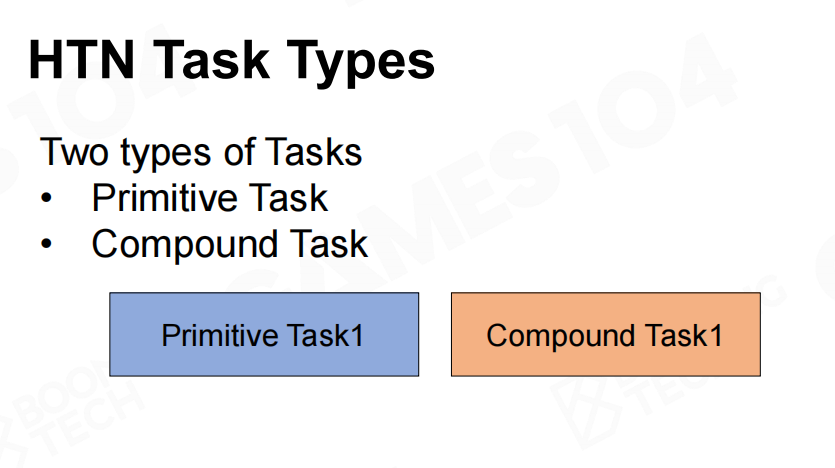 HTN Task Types
Two types of Tasks
• Primitive Task
• Compound Task
Primitive Task1
Compound Task1
GAMES104
BOOM
TECH